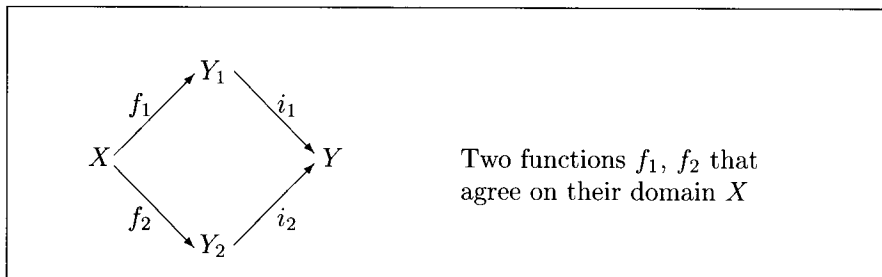 Y₁
f₁
i₁
X
Y
Two functions f₁, f₂ that
agree on their domain X
f₂
i₂
Y₂